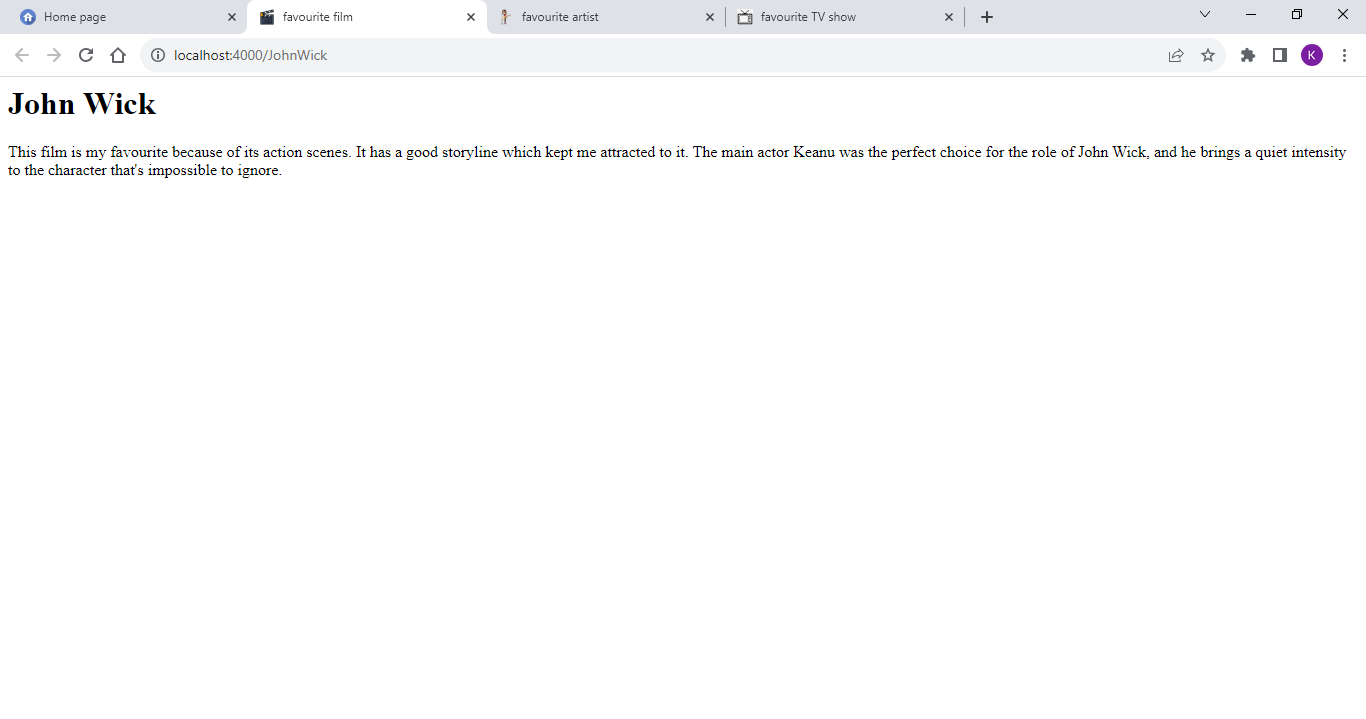 Home page
favourite film
favourite artist
favourite TV show
localhost:4000/JohnWick
K
John Wick
This film is my favourite because of its action scenes. It has a good storyline which kept me attracted to it. The main actor Keanu was the perfect choice for the role of John Wick, and he brings a quiet intensity
to the character that's impossible to ignore.